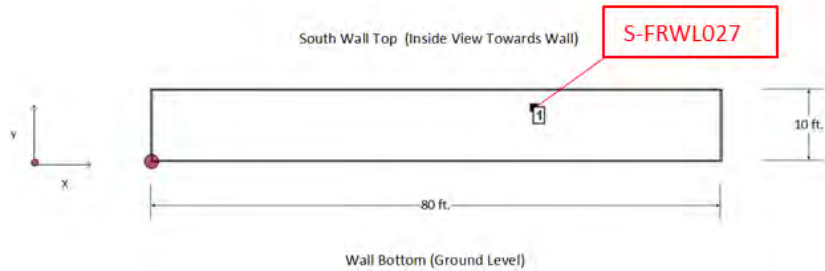 South Wall Top (Inside View Towards Wall)
S-FRWL027
1
Y
X
10 ft.
80 ft.
Wall Bottom (Ground Level)